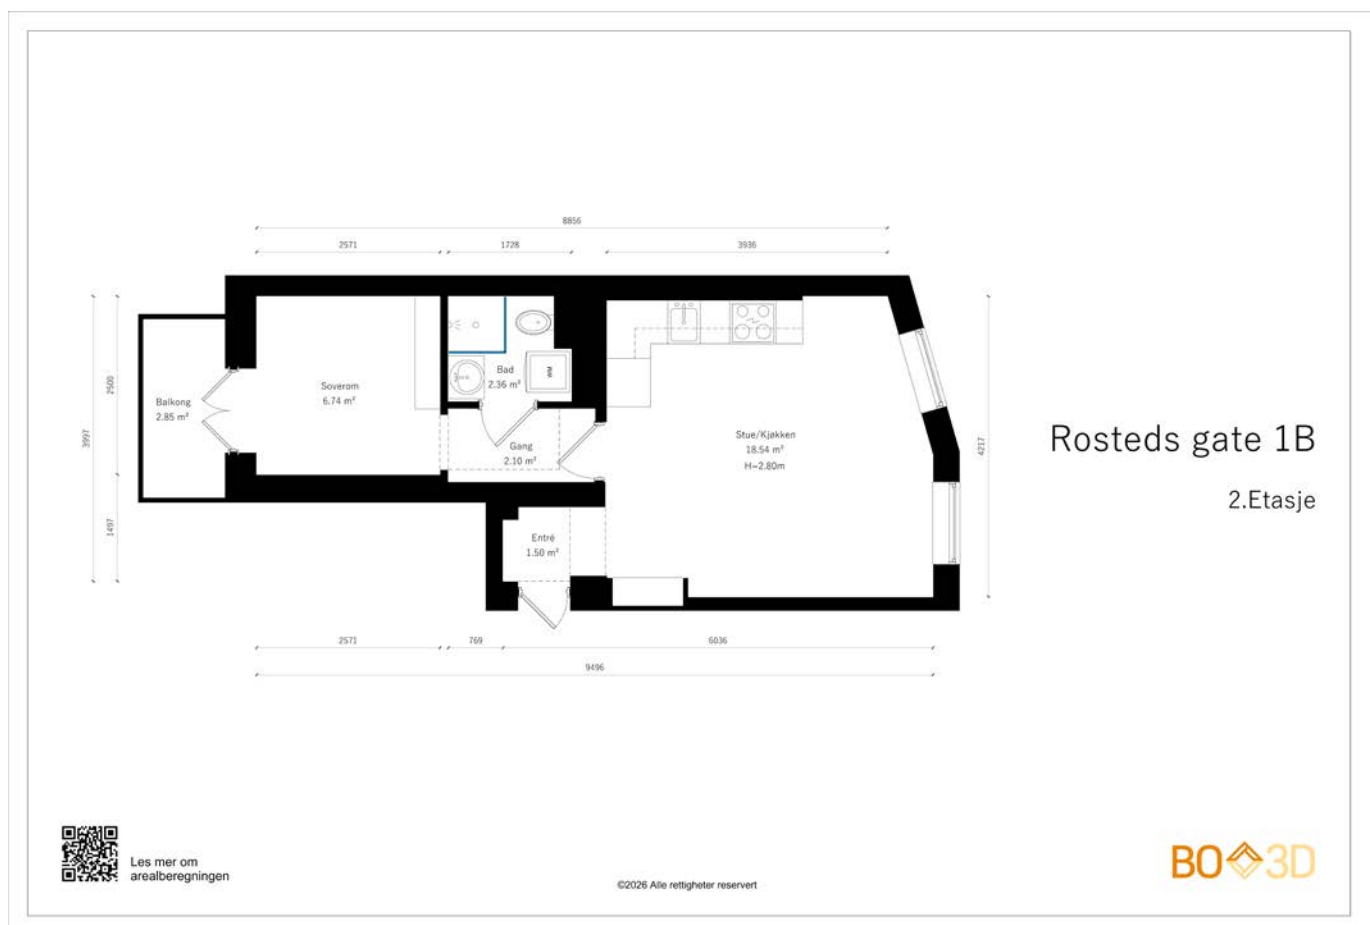 8856
2571
1728
3936
3997
2500
1497
4217
Balkong
2.85 m²
Soverom
6.74 m²
Bad
2.36 m²
WM
Gang
2.10 m²
Stue/Kjøkken
18.54 m²
H=2.80m
Entré
1.50 m²
2571
769
6036
9496
Rosteds gate 1B
2.Etasje
Les mer om
arealberegningen
©2026 Alle rettigheter reservert
BO 3D